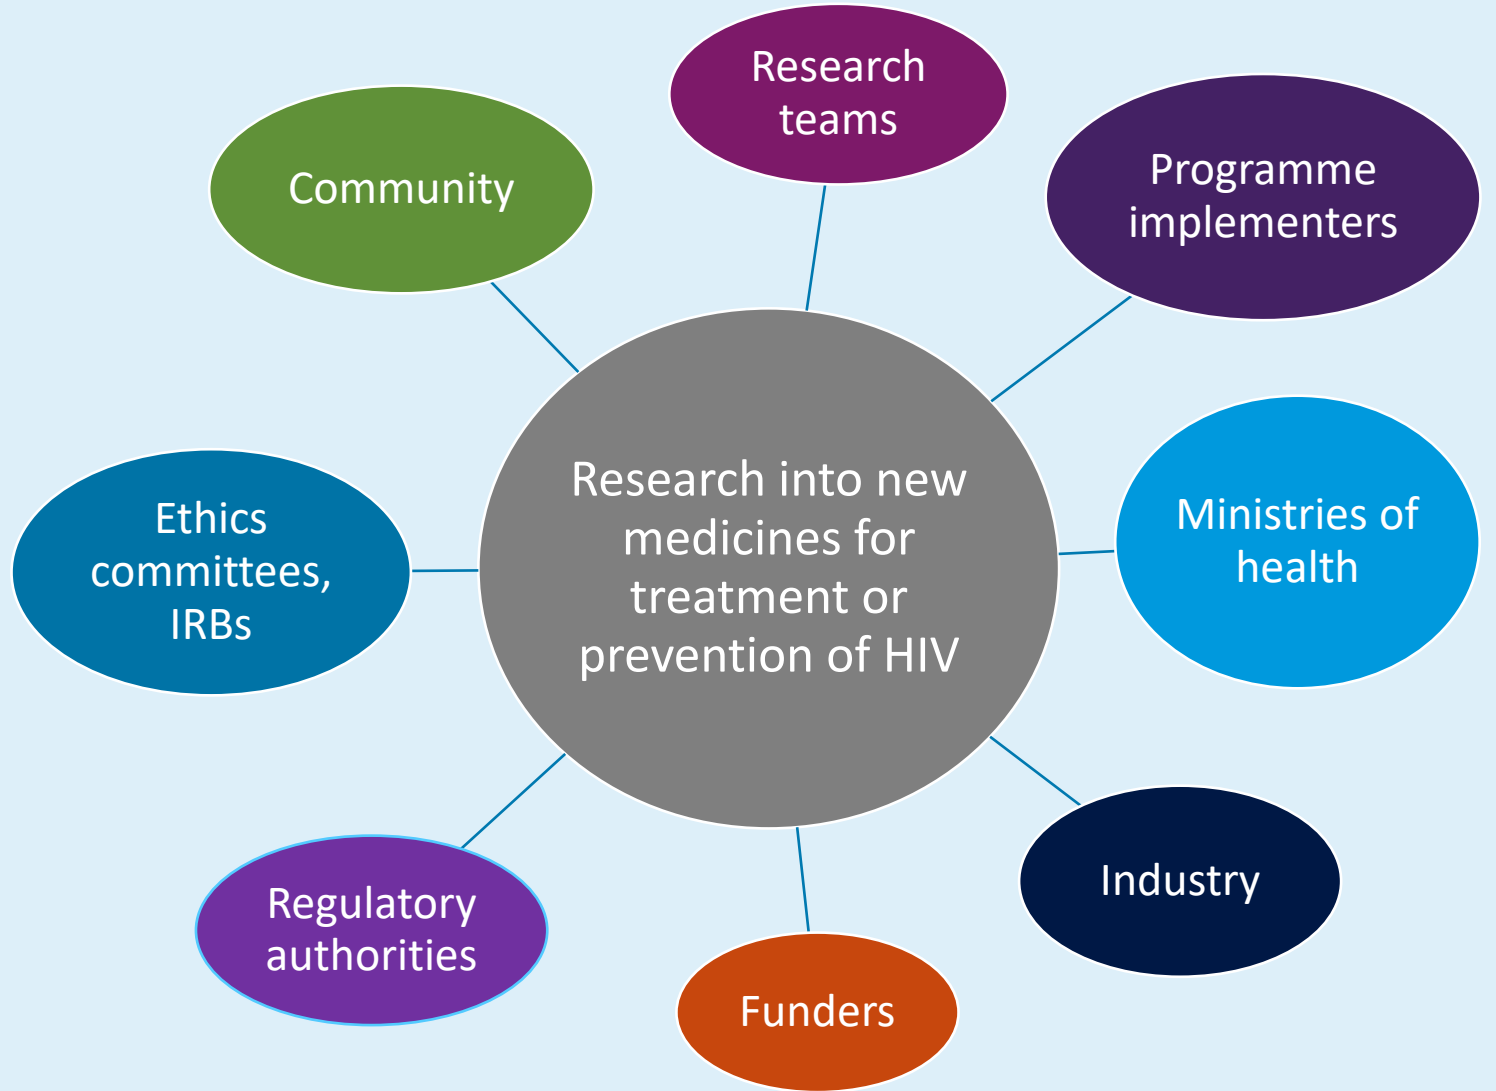 Research
teams
Community
Programme
implementers
Research into new
medicines for
treatment or
prevention of HIV
Ministries of
health
Ethics
committees,
IRBs
Industry
Regulatory
authorities
Funders